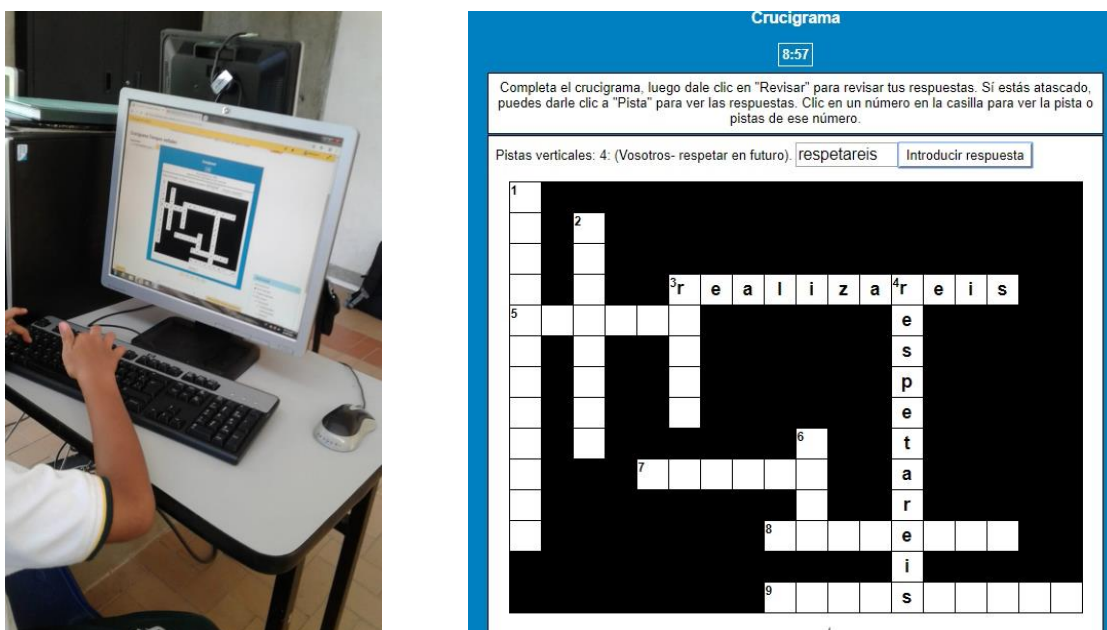 Crucigrama
8:57
Completa el crucigrama, luego dale clic en "Revisar" para revisar tus respuestas. Sí estás atascado,
puedes darle clic a "Pista" para ver las respuestas. Clic en un número en la casilla para ver la pista o
pistas de ese número.
Pistas verticales: 4: (Vosotros- respetar en futuro). respetareis Introducir respuesta
1
2
3 r e a l i z a 4 r e i s
5 e
s
p
e
6 t
7 a
r
8 e
i
9 s